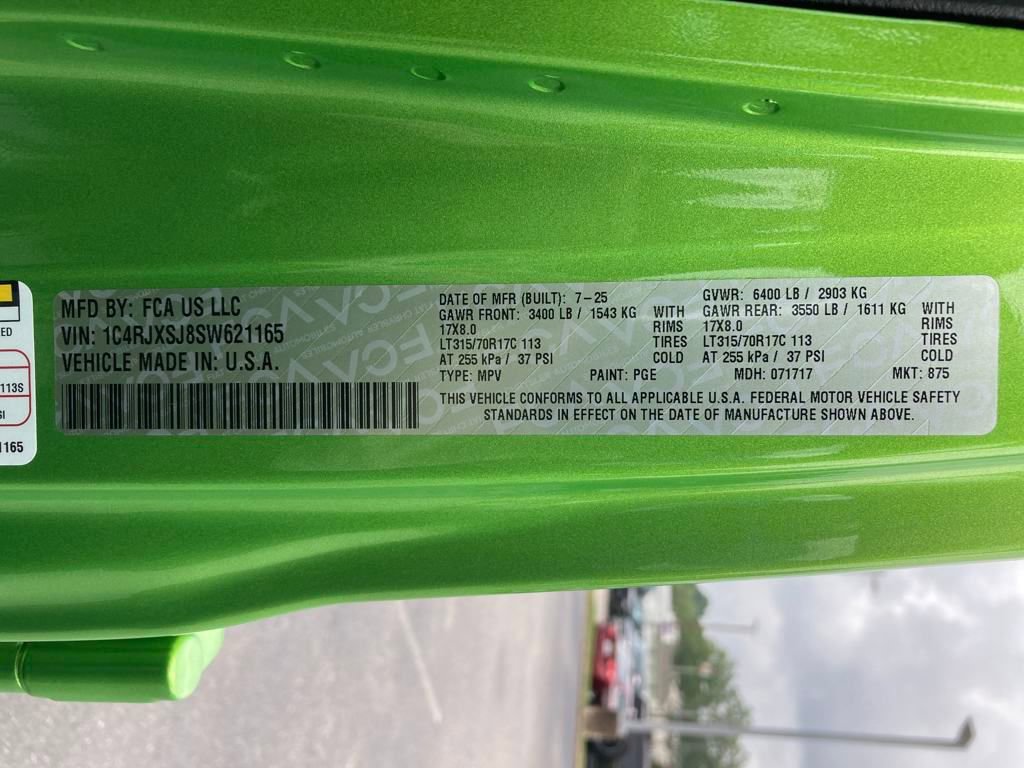 MFD BY: FCA US LLC
VIN: 1C4RJXSJ8SW621165
VEHICLE MADE IN: U.S.A.
DATE OF MFR (BUILT): 7-25
GVWR: 6400 LB / 2903 KG
GAWR FRONT: 3400 LB / 1543 KG WITH
17X8.0 RIMS
LT315/70R17C 113 TIRES
AT 255 kPa / 37 PSI COLD
GAWR REAR: 3550 LB / 1611 KG WITH
17X8.0 RIMS
LT315/70R17C 113 TIRES
AT 255 kPa / 37 PSI COLD
TYPE: MPV PAINT: PGE MDH: 071717 MKT: 875
THIS VEHICLE CONFORMS TO ALL APPLICABLE U.S.A. FEDERAL MOTOR VEHICLE SAFETY
STANDARDS IN EFFECT ON THE DATE OF MANUFACTURE SHOWN ABOVE.
ED
113S
SI
1165